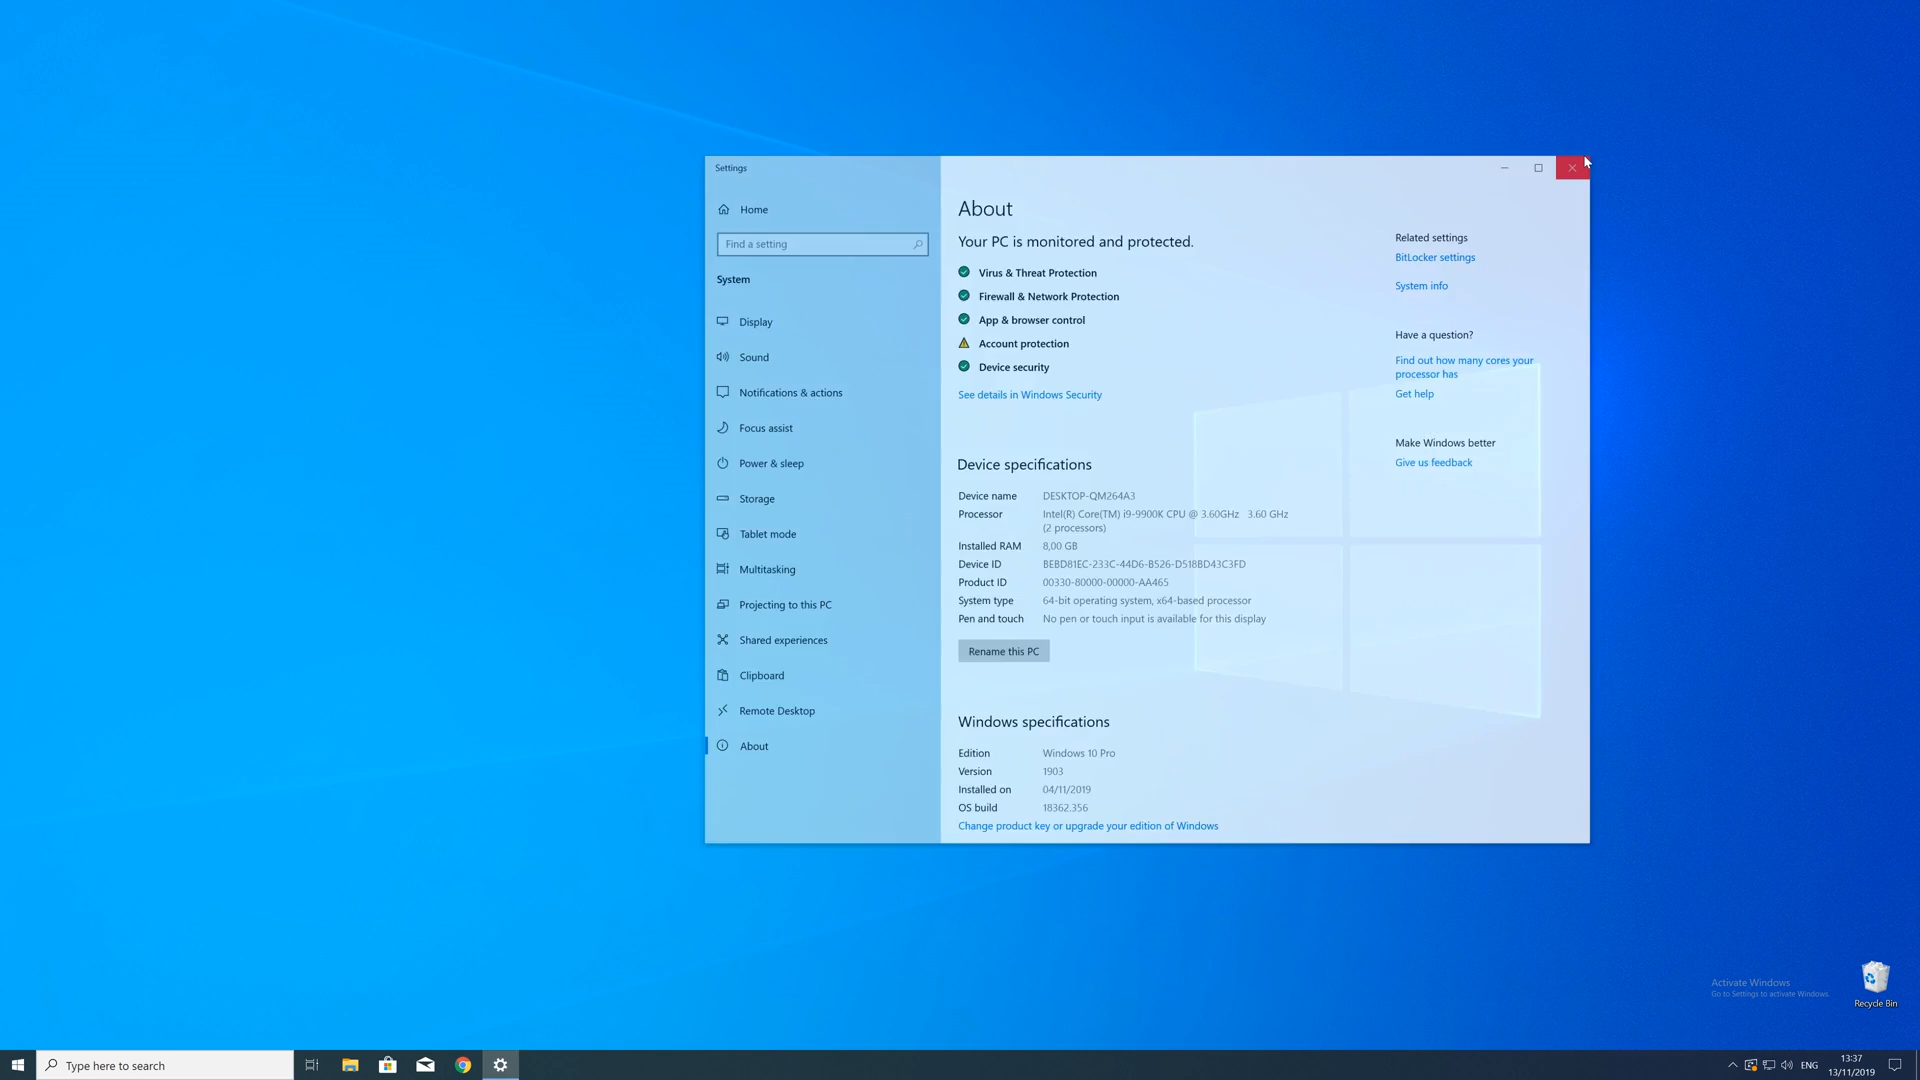 Settings
Home
Find a setting
System
Display
Sound
Notifications & actions
Focus assist
Power & sleep
Storage
Tablet mode
Multitasking
Projecting to this PC
Shared experiences
Clipboard
Remote Desktop
About
About
Your PC is monitored and protected.
Virus & Threat Protection
Firewall & Network Protection
App & browser control
Account protection
Device security
See details in Windows Security
Device specifications
Device name DESKTOP-QM264A3
Processor Intel(R) Core(TM) i9-9900K CPU @ 3.60GHz 3.60 GHz
(2 processors)
Installed RAM 8,00 GB
Device ID BEBD81EC-233C-44D6-B526-D518BD43C3FD
Product ID 00330-80000-00000-AA465
System type 64-bit operating system, x64-based processor
Pen and touch No pen or touch input is available for this display
Rename this PC
Windows specifications
Edition Windows 10 Pro
Version 1903
Installed on 04/11/2019
OS build 18362.356
Change product key or upgrade your edition of Windows
Related settings
BitLocker settings
System info
Have a question?
Find out how many cores your
processor has
Get help
Make Windows better
Give us feedback
Activate Windows
Go to Settings to activate Windows.
Recycle Bin
Type here to search
ENG
13:37
13/11/2019